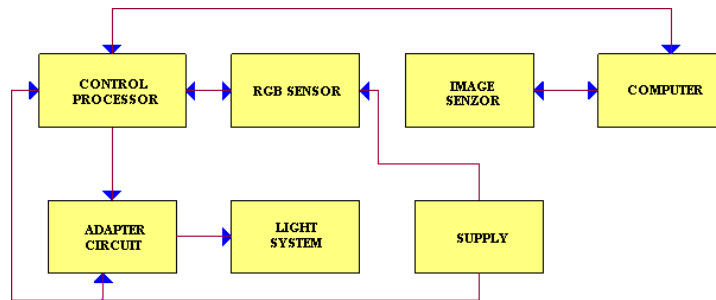 CONTROL
PROCESSOR
RGB SENSOR
IMAGE
SENZOR
COMPUTER
ADAPTER
CIRCUIT
LIGHT
SYSTEM
SUPPLY